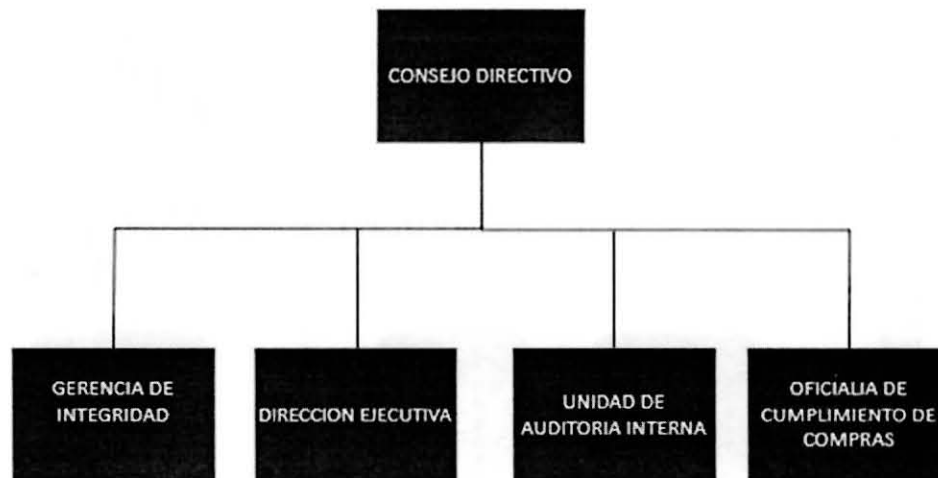 CONSEJO DIRECTIVO
GERENCIA DE
INTEGRIDAD
DIRECCION EJECUTIVA
UNIDAD DE
AUDITORIA INTERNA
OFICIALIA DE
CUMPLIMIENTO DE
COMPRAS